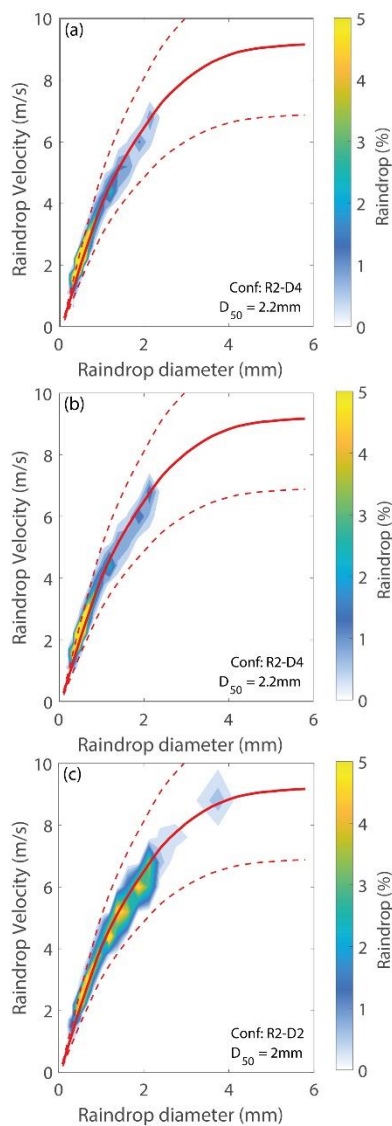 (a)
Raindrop Velocity (m/s)
10
8
6
4
2
0
0 2 4 6
Raindrop diameter (mm)
Conf: R2-D4
D50 = 2.2mm
5
4
3
2
1
0
Raindrop (%)
(b)
Raindrop Velocity (m/s)
10
8
6
4
2
0
0 2 4 6
Raindrop diameter (mm)
Conf: R2-D4
D50 = 2.2mm
5
4
3
2
1
0
Raindrop (%)
(c)
Raindrop Velocity (m/s)
10
8
6
4
2
0
0 2 4 6
Raindrop diameter (mm)
Conf: R2-D2
D50 = 2mm
5
4
3
2
1
0
Raindrop (%)